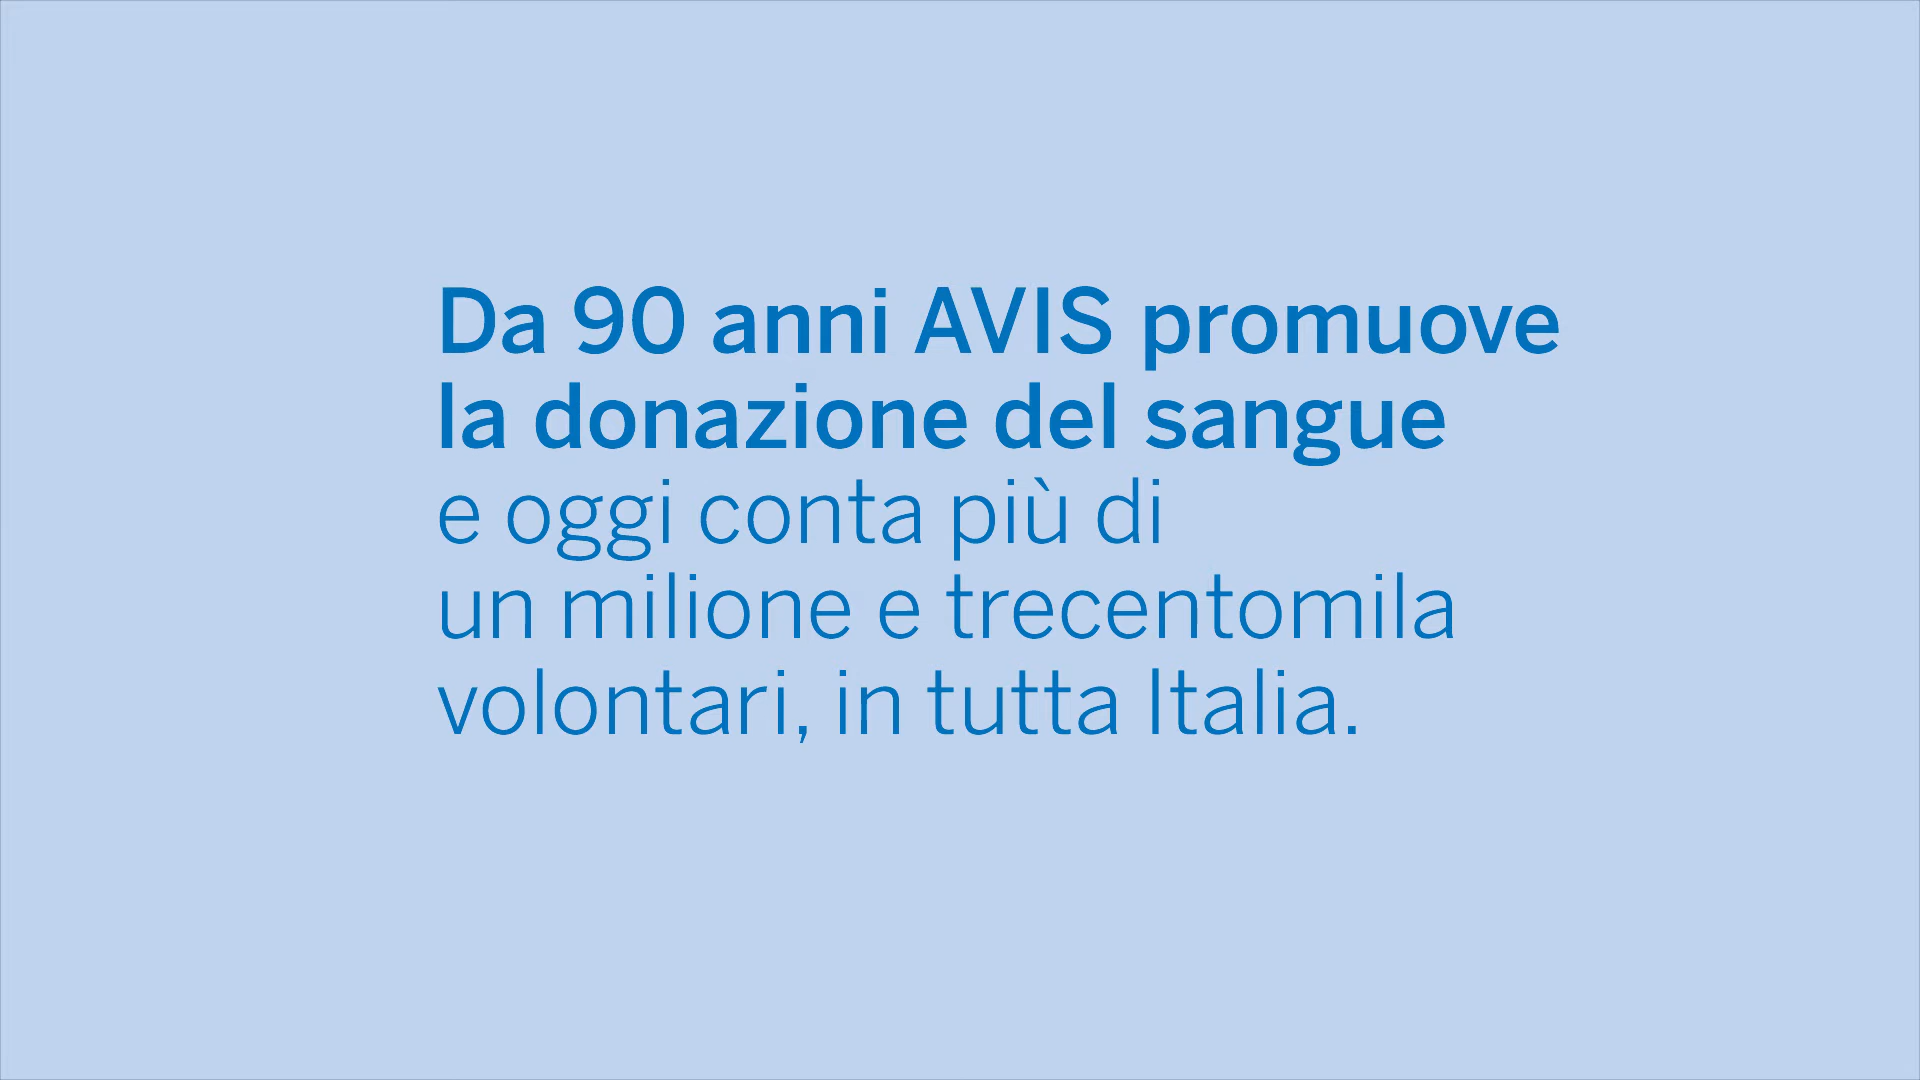 Da 90 anni AVIS promuove
la donazione del sangue
e oggi conta più di
un milione e trecentomila
volontari, in tutta Italia.